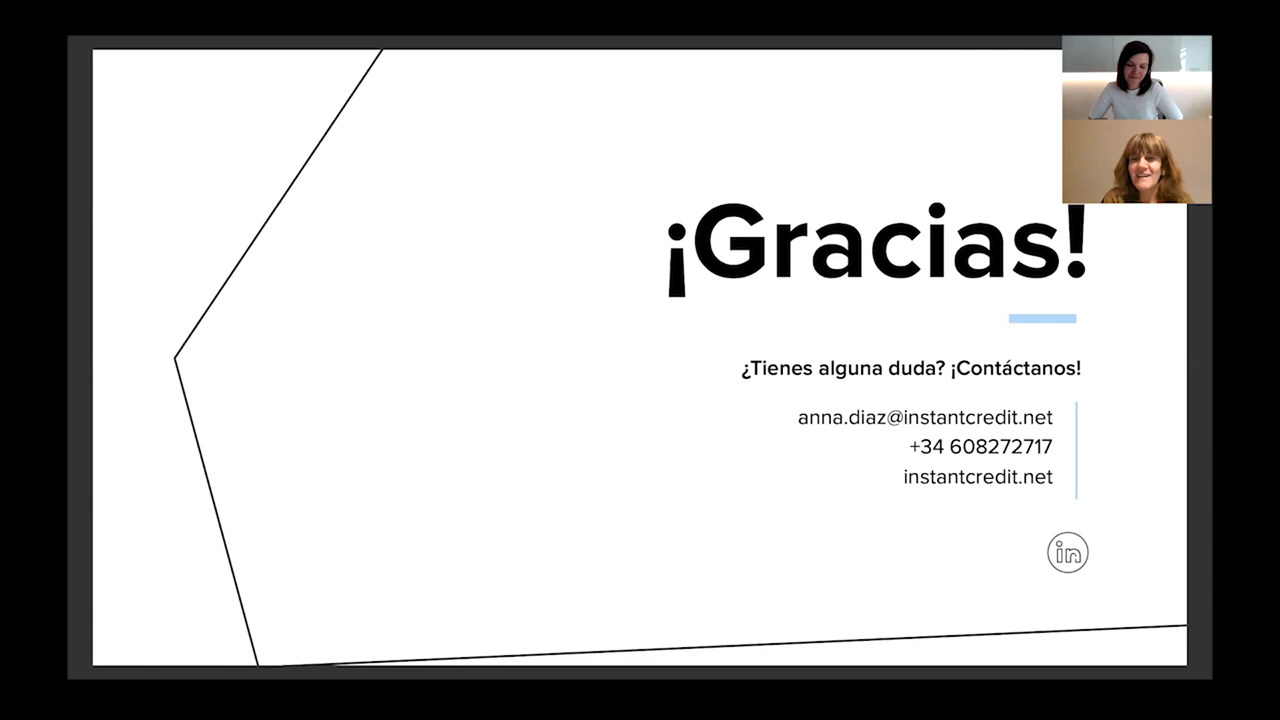 ¡Gracias!
¿Tienes alguna duda? ¡Contáctanos!
anna.diaz@instantcredit.net
+34 608272717
instantcredit.net
in